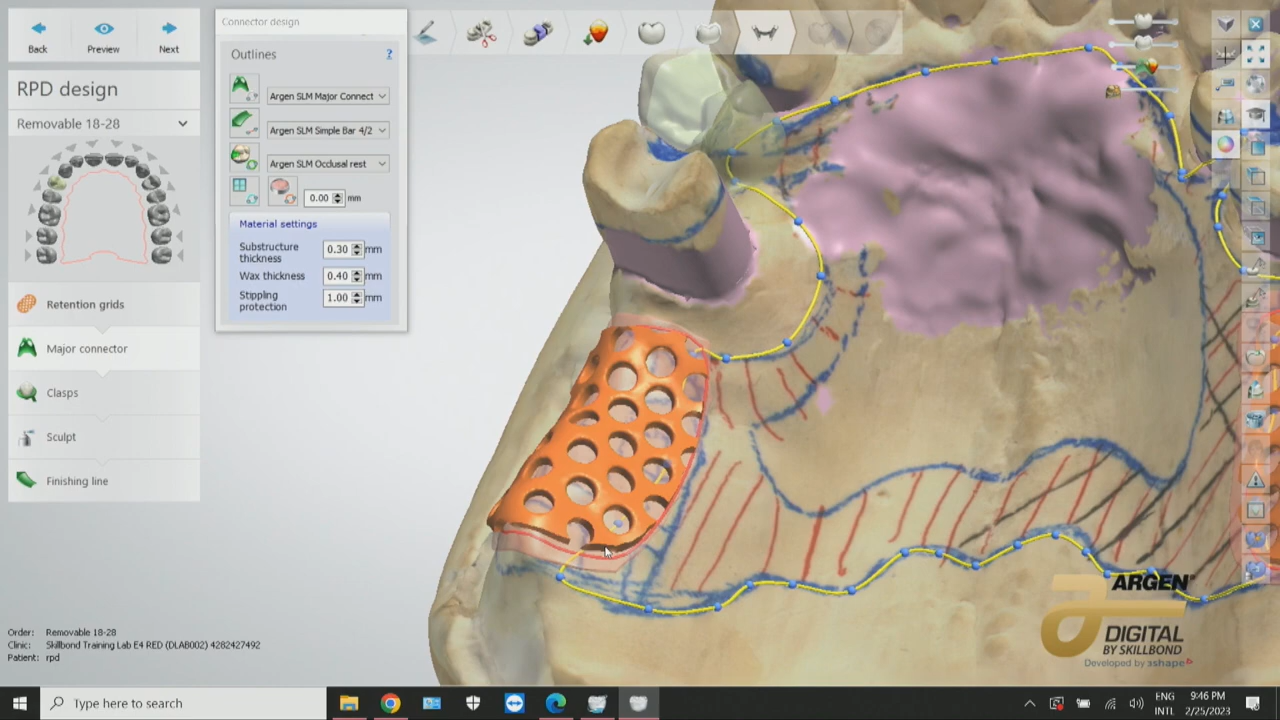 Back
Preview
Next
RPD design
Removable 18-28
Retention grids
Major connector
Clasps
Sculpt
Finishing line
Connector design
Outlines
?
Argen SLM Major Connect
Argen SLM Simple Bar 4/2
Argen SLM Occlusal rest
0.00 mm
Material settings
Substructure thickness 0.30 mm
Wax thickness 0.40 mm
Stippling protection 1.00 mm
Order: Removable 18-28
Clinic: Skillbond Training Lab E4 RED (DLAB002) 4282427492
Patient: rpd
ARGEN
DIGITAL
BY SKILLBOND
Developed by 3shape
Type here to search
ENG
INTL
9:46 PM
2/25/2023